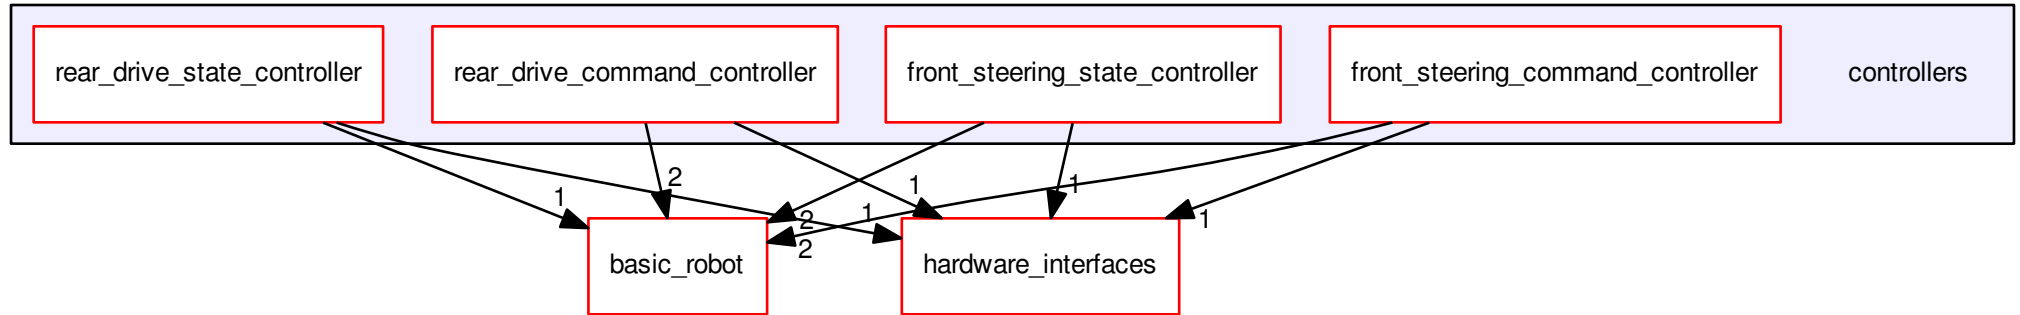 rear_drive_state_controller
rear_drive_command_controller
front_steering_state_controller
front_steering_command_controller
controllers
1
2
1
1
2
1
1
2
basic_robot
hardware_interfaces